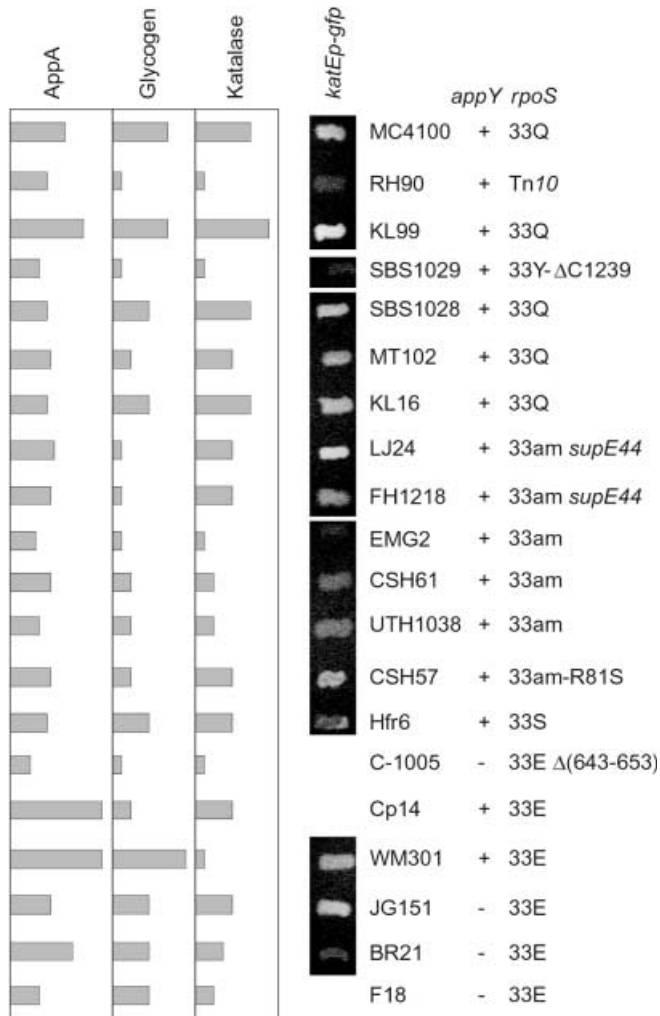 AppA Glycogen Katalase katEp-gfp
appY rpoS
MC4100 + 33Q
RH90 + Tn10
KL99 + 33Q
SBS1029 + 33Y- ΔC1239
SBS1028 + 33Q
MT102 + 33Q
KL16 + 33Q
LJ24 + 33am supE44
FH1218 + 33am supE44
EMG2 + 33am
CSH61 + 33am
UTH1038 + 33am
CSH57 + 33am-R81S
Hfr6 + 33S
C-1005 - 33E Δ(643-653)
Cp14 + 33E
WM301 + 33E
JG151 - 33E
BR21 - 33E
F18 - 33E